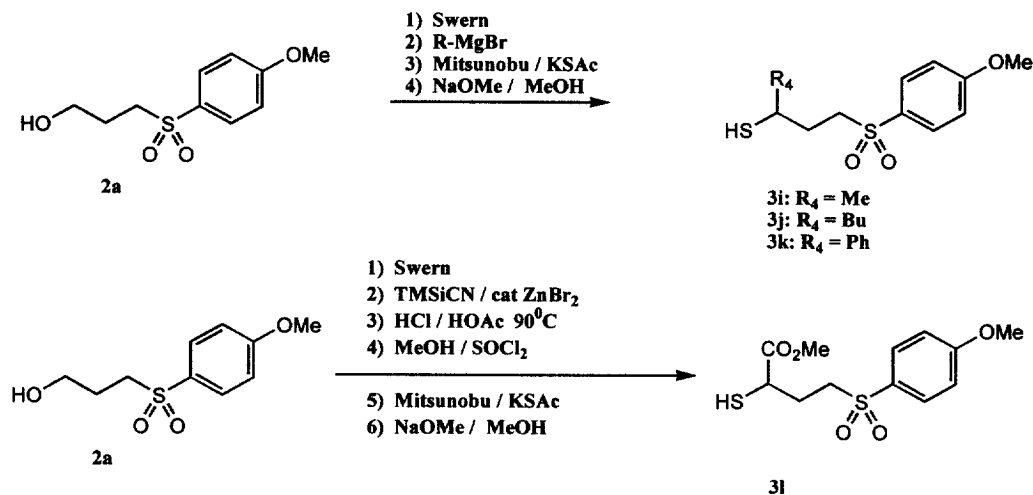 1) Swern
2) R-MgBr
3) Mitsunobu / KSAc
4) NaOMe / MeOH
HO
S
O O
OMe
2a
R₄
HS
S
O O
OMe
3i: R₄ = Me
3j: R₄ = Bu
3k: R₄ = Ph
1) Swern
2) TMSiCN / cat ZnBr₂
3) HCl / HOAc 90⁰C
4) MeOH / SOCl₂
5) Mitsunobu / KSAc
6) NaOMe / MeOH
HO
S
O O
OMe
2a
CO₂Me
HS
S
O O
OMe
3l